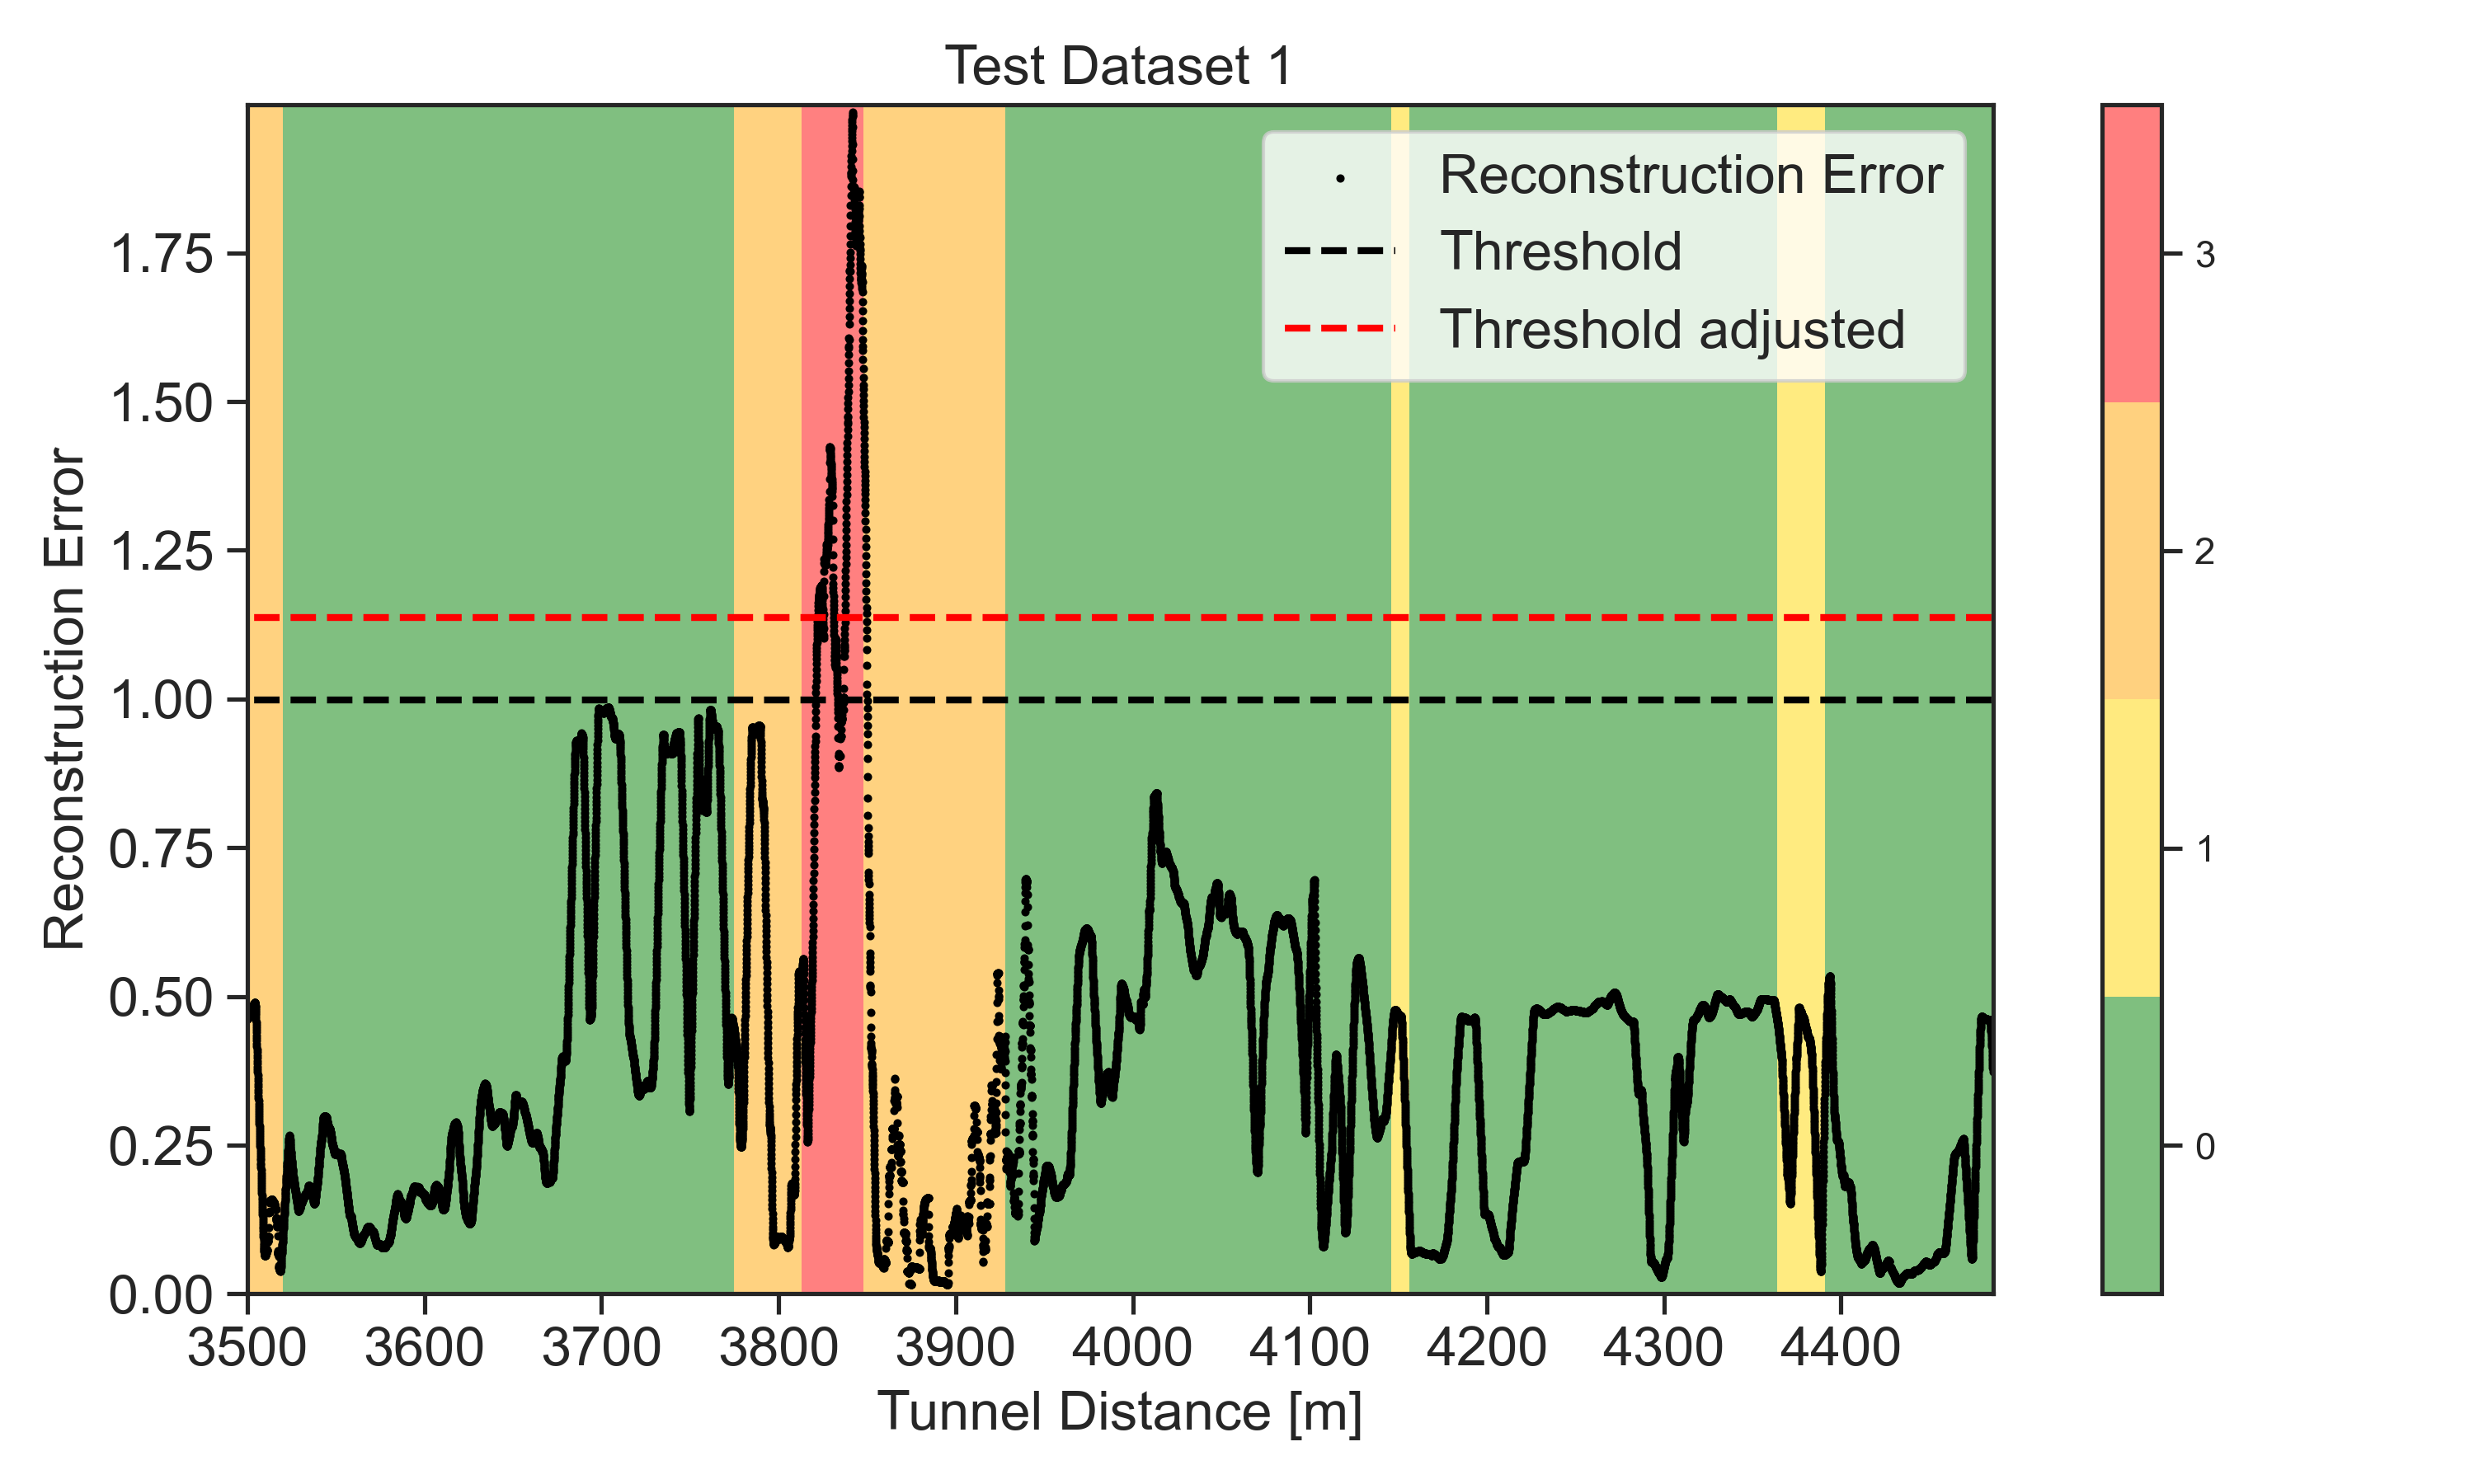 Test Dataset 1
Reconstruction Error
Threshold
Threshold adjusted
Reconstruction Error
1.75
1.50
1.25
1.00
0.75
0.50
0.25
0.00
3500 3600 3700 3800 3900 4000 4100 4200 4300 4400
Tunnel Distance [m]
3
2
1
0